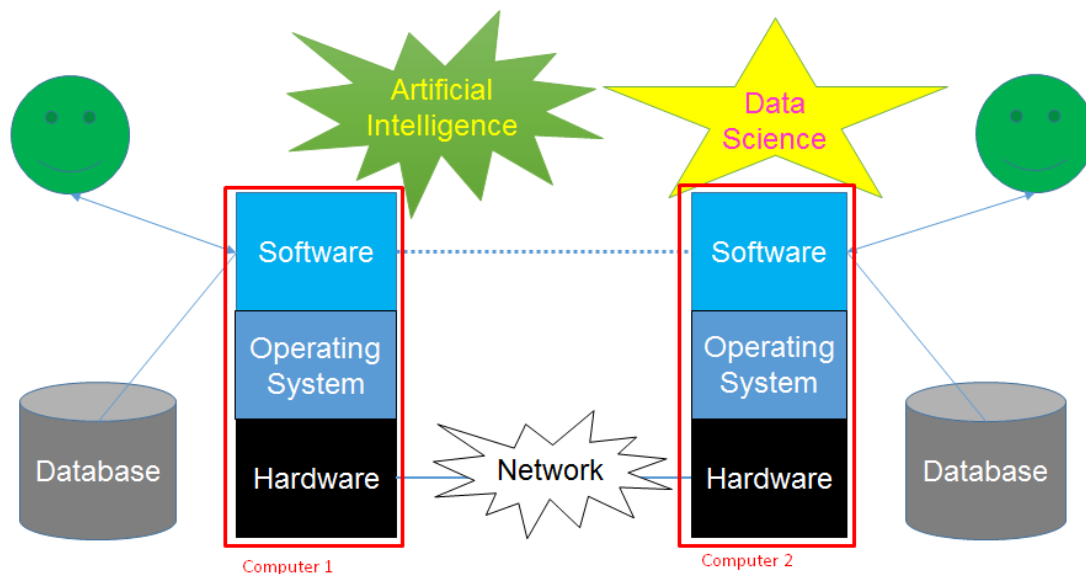 Artificial
Intelligence
Data
Science
Software
Software
Operating
System
Operating
System
Database
Hardware
Network
Hardware
Database
Computer 1
Computer 2